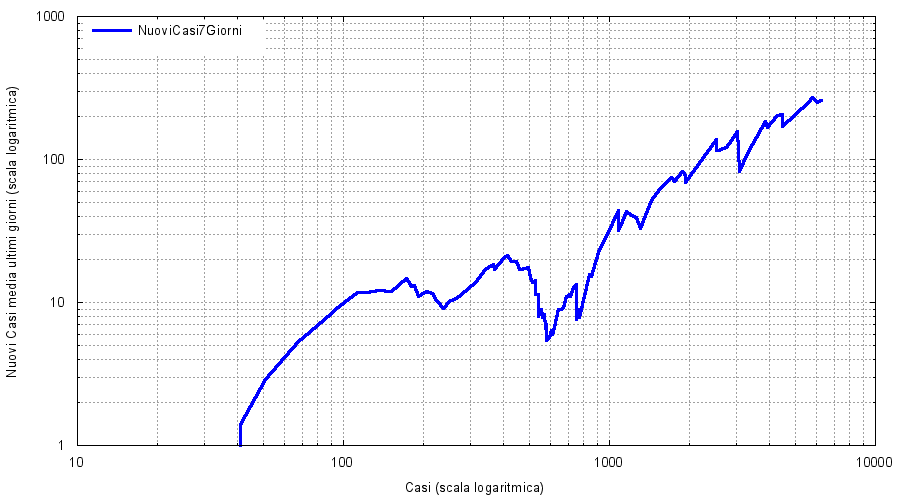 1000
NuoviCasi7Giorni
100
10
1
Nuovi Casi media ultimi giorni (scala logaritmica)
10
100
1000
10000
Casi (scala logaritmica)